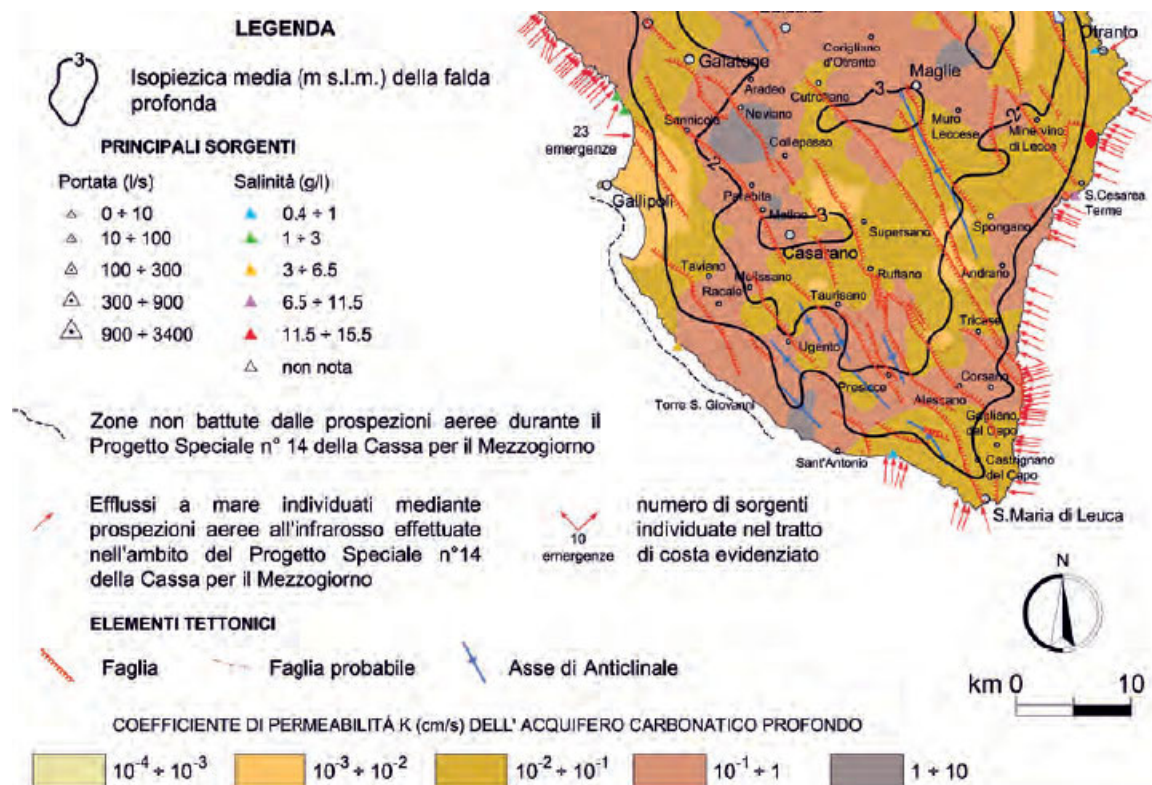 LEGENDA
3
Isopiezica media (m s.l.m.) della falda
profonda
PRINCIPALI SORGENTI
Portata (l/s)
Salinità (g/l)
0 ÷ 10
0.4 ÷ 1
10 ÷ 100
1 ÷ 3
100 ÷ 300
3 ÷ 6.5
300 ÷ 900
6.5 ÷ 11.5
900 ÷ 3400
11.5 ÷ 15.5
non nota
Zone non battute dalle prospezioni aeree durante il
Progetto Speciale n° 14 della Cassa per il Mezzogiorno
Efflussi a mare individuati mediante
prospezioni aeree all'infrarosso effettuate
nell'ambito del Progetto Speciale n°14
della Cassa per il Mezzogiorno
10
emergenze
numero di sorgenti
individuate nel tratto
di costa evidenziato
ELEMENTI TETTONICI
Faglia
Faglia probabile
Asse di Anticlinale
COEFFICIENTE DI PERMEABILITÀ K (cm/s) DELL' ACQUIFERO CARBONATICO PROFONDO
10⁻⁴ ÷ 10⁻³
10⁻³ ÷ 10⁻²
10⁻² ÷ 10⁻¹
10⁻¹ ÷ 1
1 ÷ 10
23
emergenze
Otranto
Corigliano
d'Otranto
Galatone
Maglie
Aradeo
Cutrofiano
3
Noviano
Sannicola
Muro
Leccese
2
Minervino
di Lecce
Collepasso
2
Gallipoli
Parabita
Matino
3
S.Cesarea
Terme
Spongano
Supersano
Casarano
Taviano
Melissano
Ruffano
Andrano
Racale
Taurisano
Tricase
Ugento
Presicce
Corsano
Alessano
Torre S. Giovanni
Gagliano
del Capo
Sant'Antonio
Castrignano
del Capo
S.Maria di Leuca
N
km 0
10